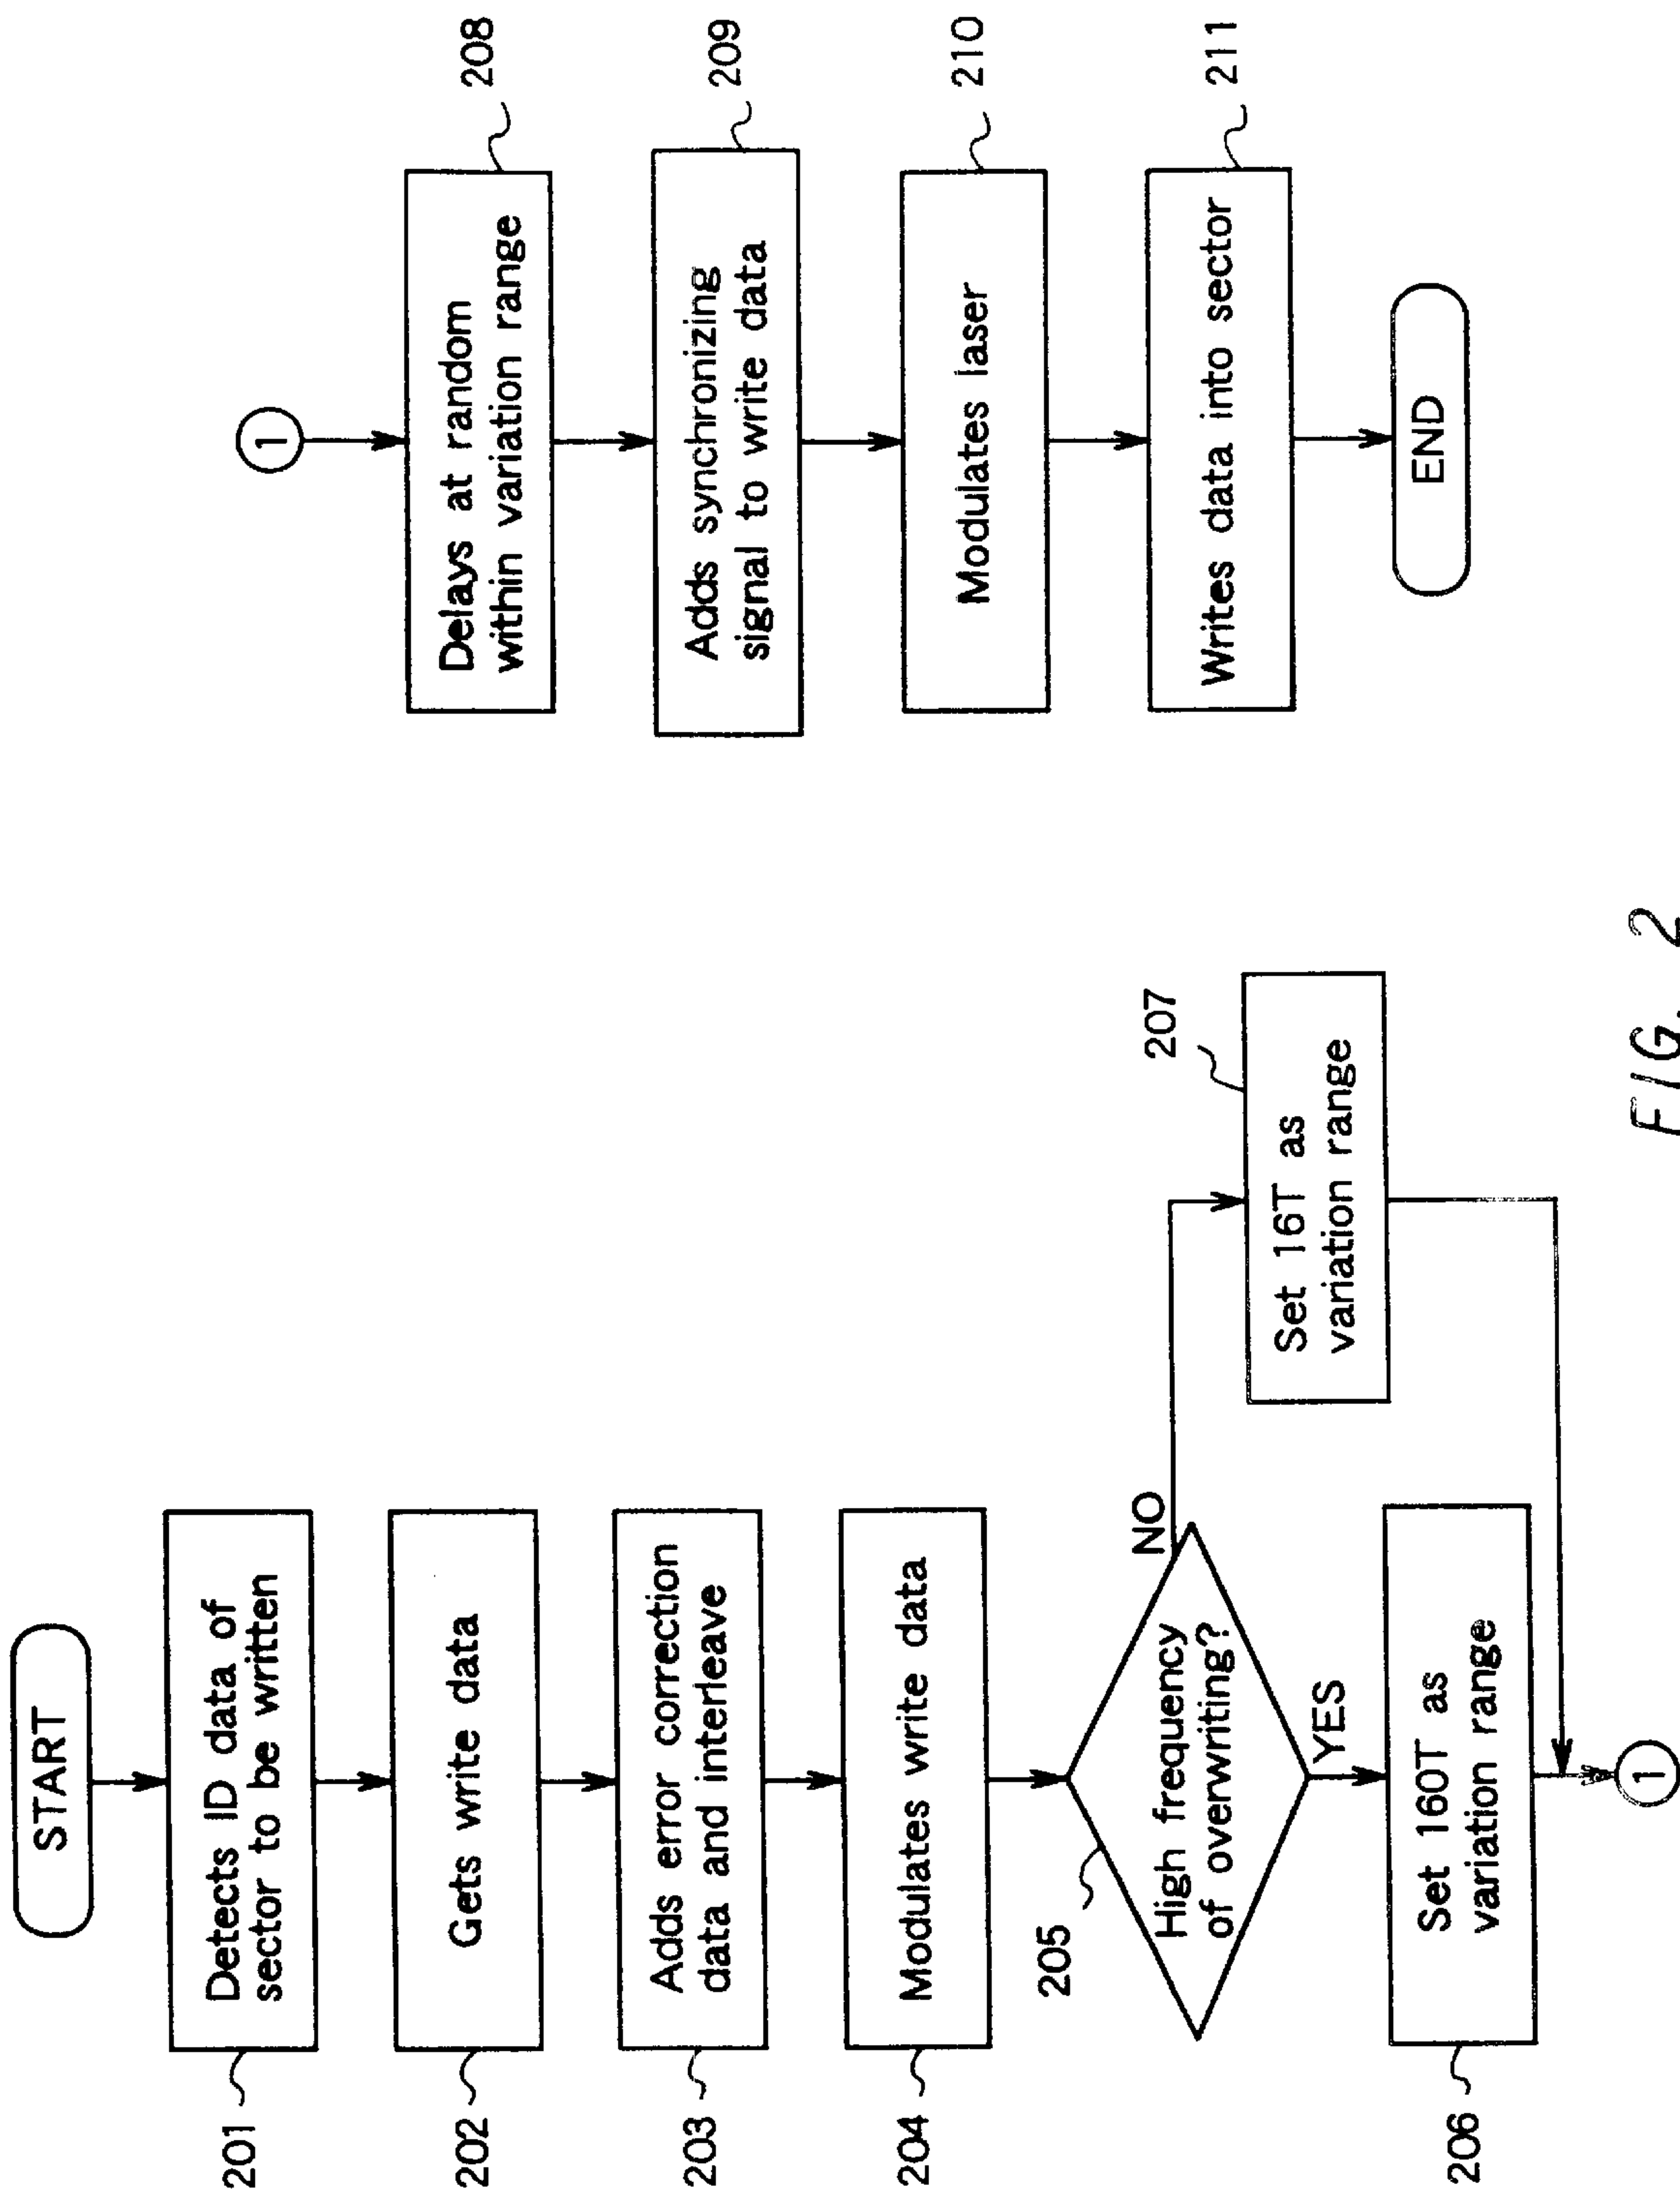 START
201
Detects ID data of
sector to be written
202
Gets write data
203
Adds error correction
data and interleave
204
Modulates write data
205
High frequency
of overwriting?
NO
YES
206
Set 160T as
variation range
207
Set 16T as
variation range
1
1
Delays at random
within variation range
208
Adds synchronizing
signal to write data
209
Modulates laser
210
Writes data into sector
211
END
FIG. 2